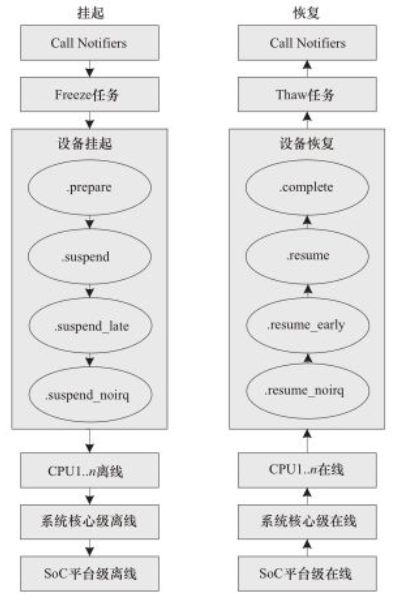 挂起
Call Notifiers
Freeze任务
设备挂起
.prepare
.suspend
.suspend_late
.suspend_noirq
CPU1..n离线
系统核心级离线
SoC平台级离线
恢复
Call Notifiers
Thaw任务
设备恢复
.complete
.resume
.resume_early
.resume_noirq
CPU1..n在线
系统核心级在线
SoC平台级在线